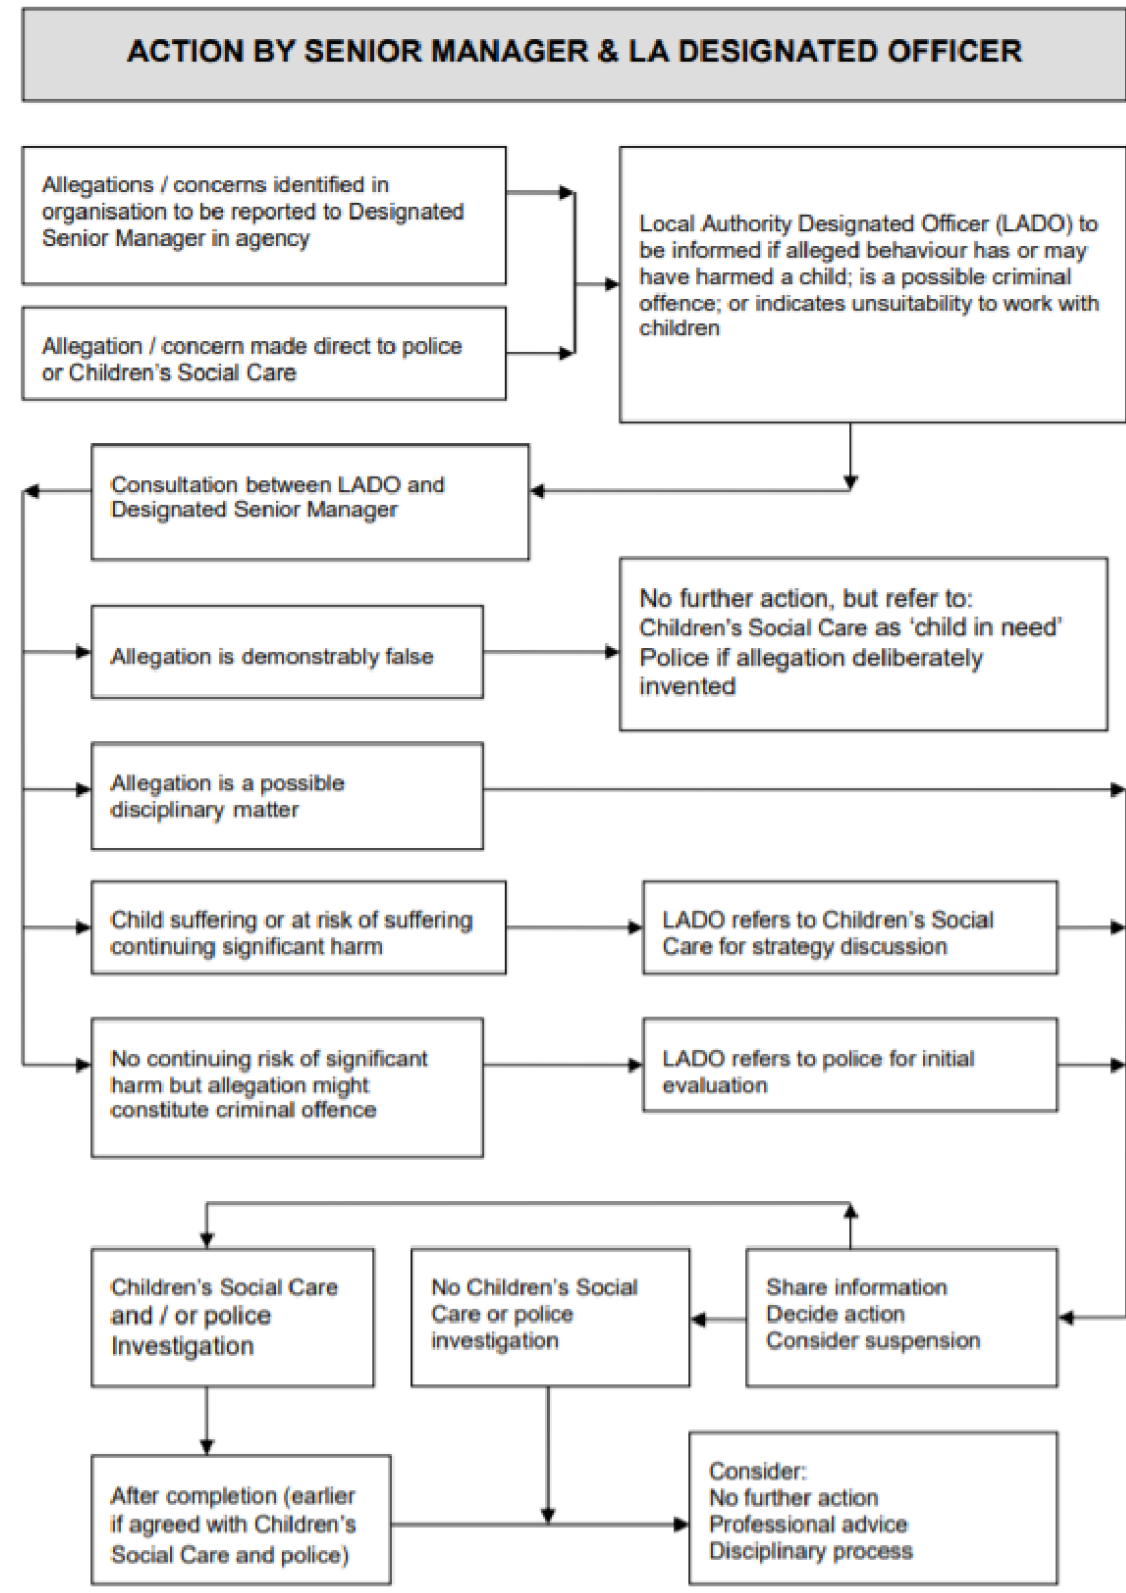 ACTION BY SENIOR MANAGER & LA DESIGNATED OFFICER
Allegations / concerns identified in
organisation to be reported to Designated
Senior Manager in agency
Local Authority Designated Officer (LADO) to
be informed if alleged behaviour has or may
have harmed a child; is a possible criminal
offence; or indicates unsuitability to work with
children
Allegation / concern made direct to police
or Children's Social Care
Consultation between LADO and
Designated Senior Manager
Allegation is demonstrably false
No further action, but refer to:
Children's Social Care as 'child in need'
Police if allegation deliberately
invented
Allegation is a possible
disciplinary matter
Child suffering or at risk of suffering
continuing significant harm
LADO refers to Children's Social
Care for strategy discussion
No continuing risk of significant
harm but allegation might
constitute criminal offence
LADO refers to police for initial
evaluation
Children's Social Care
and / or police
Investigation
No Children's Social
Care or police
investigation
Share information
Decide action
Consider suspension
After completion (earlier
if agreed with Children's
Social Care and police)
Consider:
No further action
Professional advice
Disciplinary process